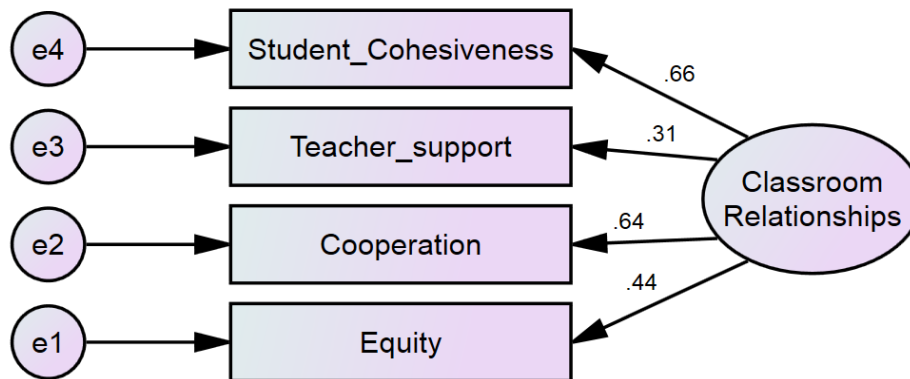 e4
Student_Cohesiveness
.66
e3
Teacher_support
.31
Classroom
Relationships
e2
Cooperation
.64
e1
Equity
.44